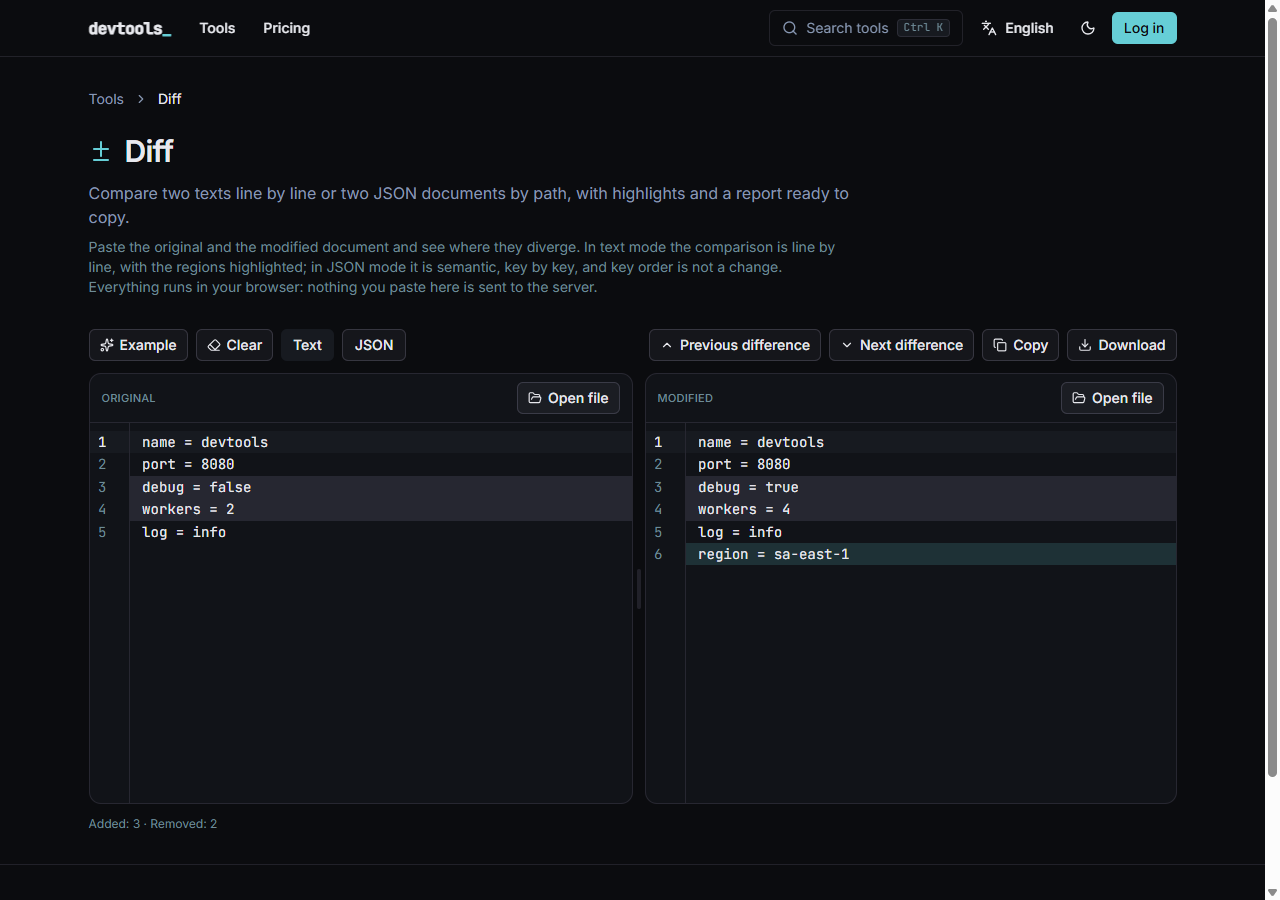 devtools_ Tools Pricing Search tools Ctrl K English Log in
Tools Diff
± Diff
Compare two texts line by line or two JSON documents by path, with highlights and a report ready to
copy.
Paste the original and the modified document and see where they diverge. In text mode the comparison is line by
line, with the regions highlighted; in JSON mode it is semantic, key by key, and key order is not a change.
Everything runs in your browser: nothing you paste here is sent to the server.
Example Clear Text JSON Previous difference Next difference Copy Download
ORIGINAL Open file
1 name = devtools
2 port = 8080
3 debug = false
4 workers = 2
5 log = info
MODIFIED Open file
1 name = devtools
2 port = 8080
3 debug = true
4 workers = 4
5 log = info
6 region = sa-east-1
Added: 3 · Removed: 2